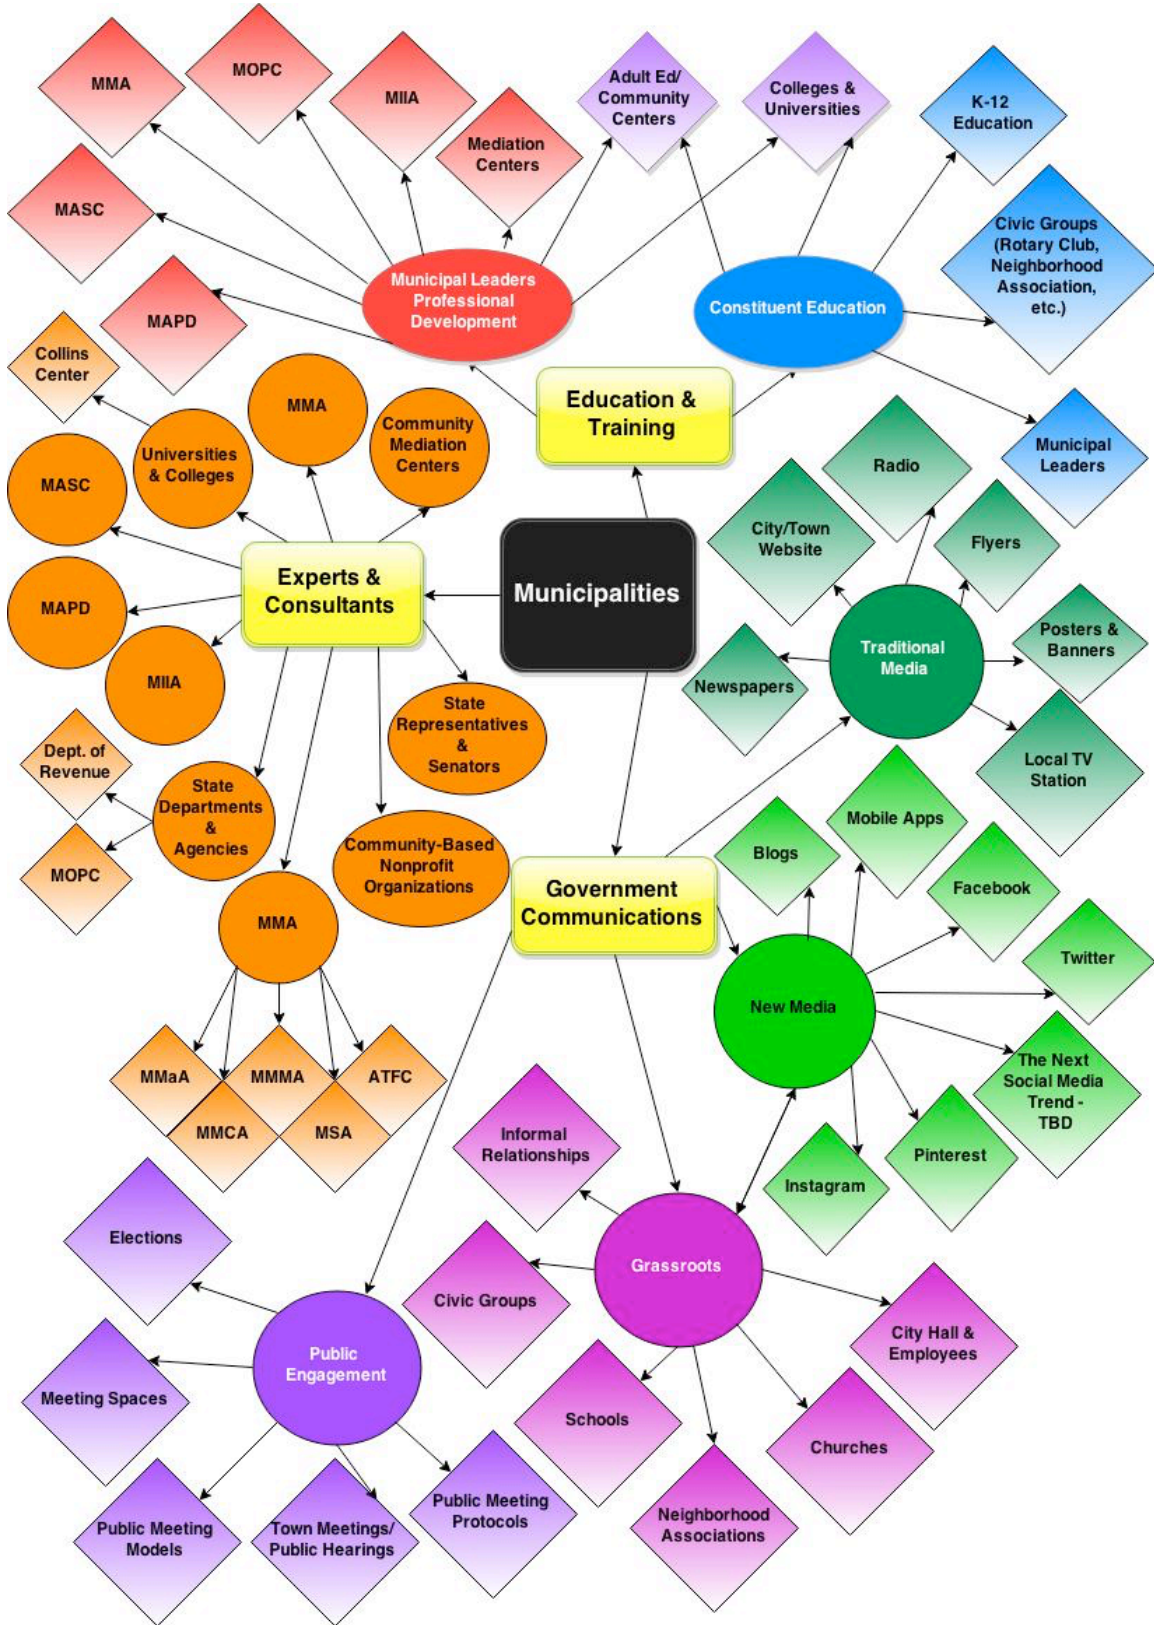 MMA
MOPC
MIIA
Mediation
Centers
Adult Ed/
Community
Centers
Colleges &
Universities
K-12
Education
MASC
MAPD
Municipal Leaders
Professional
Development
Constituent Education
Civic Groups
(Rotary Club,
Neighborhood
Association,
etc.)
Municipal
Leaders
Education &
Training
Collins
Center
Universities
& Colleges
MMA
Community
Mediation
Centers
MASC
MAPD
MIIA
Experts &
Consultants
Municipalities
State
Representatives
&
Senators
Dept. of
Revenue
MOPC
State
Departments
&
Agencies
Community-Based
Nonprofit
Organizations
MMA
MMaA
MMCA
MMMA
MSA
ATFC
Radio
City/Town
Website
Flyers
Traditional
Media
Posters &
Banners
Newspapers
Local TV
Station
Government
Communications
Blogs
Mobile Apps
Facebook
Twitter
New Media
The Next
Social Media
Trend -
TBD
Pinterest
Instagram
Informal
Relationships
Grassroots
Civic Groups
City Hall &
Employees
Schools
Churches
Neighborhood
Associations
Elections
Public
Engagement
Meeting Spaces
Public Meeting
Models
Town Meetings/
Public Hearings
Public Meeting
Protocols